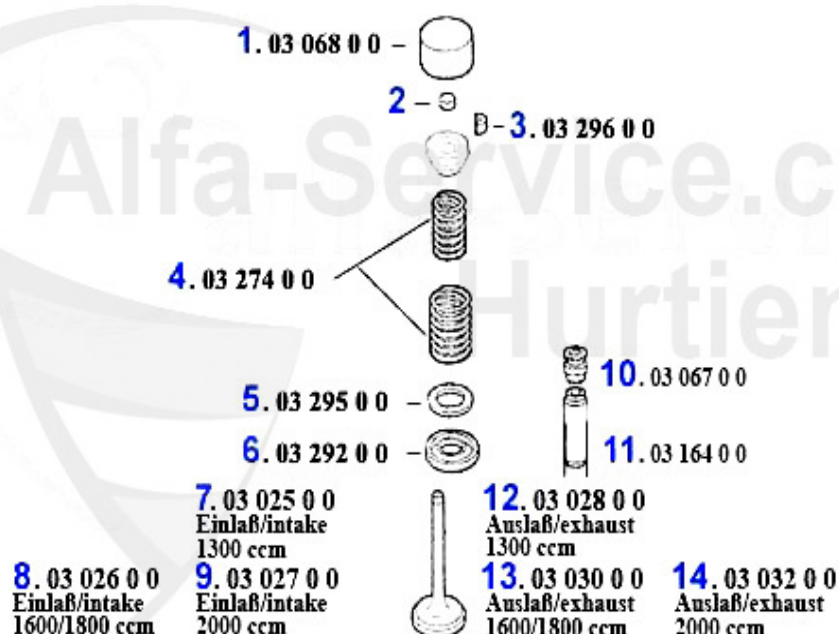 1. 03 068 0 0
2
3. 03 296 0 0
Alfa-Service.c
Hurtien
4. 03 274 0 0
10. 03 067 0 0
5. 03 295 0 0
6. 03 292 0 0
11. 03 164 0 0
7. 03 025 0 0
Einlaß/intake
1300 ccm
12. 03 028 0 0
Auslaß/exhaust
1300 ccm
8. 03 026 0 0
Einlaß/intake
1600/1800 ccm
9. 03 027 0 0
Einlaß/intake
2000 ccm
13. 03 030 0 0
Auslaß/exhaust
1600/1800 ccm
14. 03 032 0 0
Auslaß/exhaust
2000 ccm